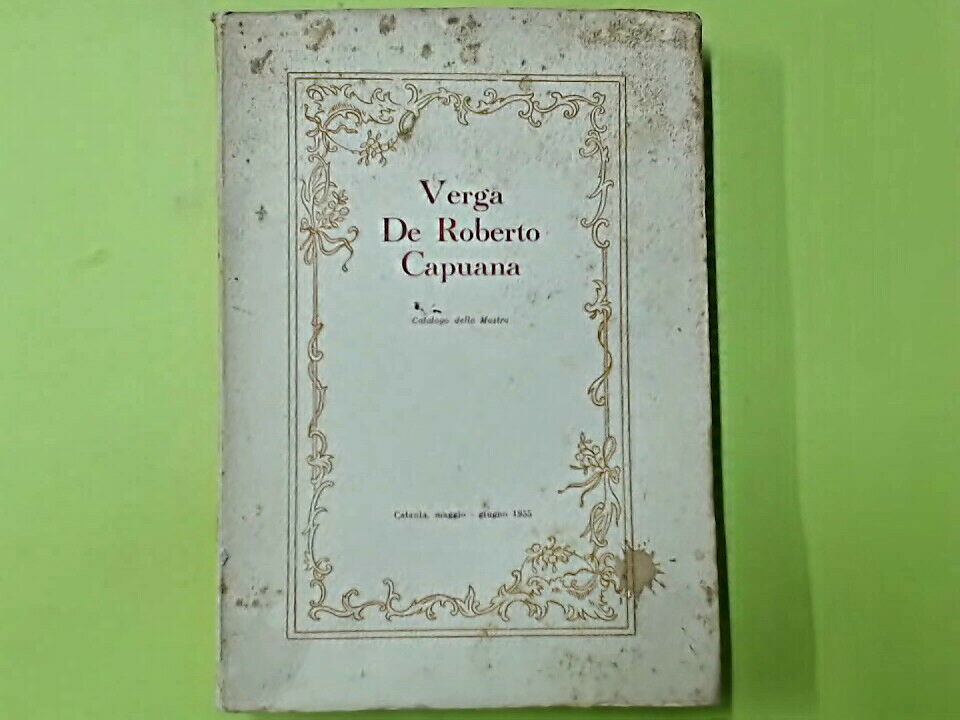 Verga
De Roberto
Capuana
Catalogo della Mostra
Catania, maggio - giugno 1955